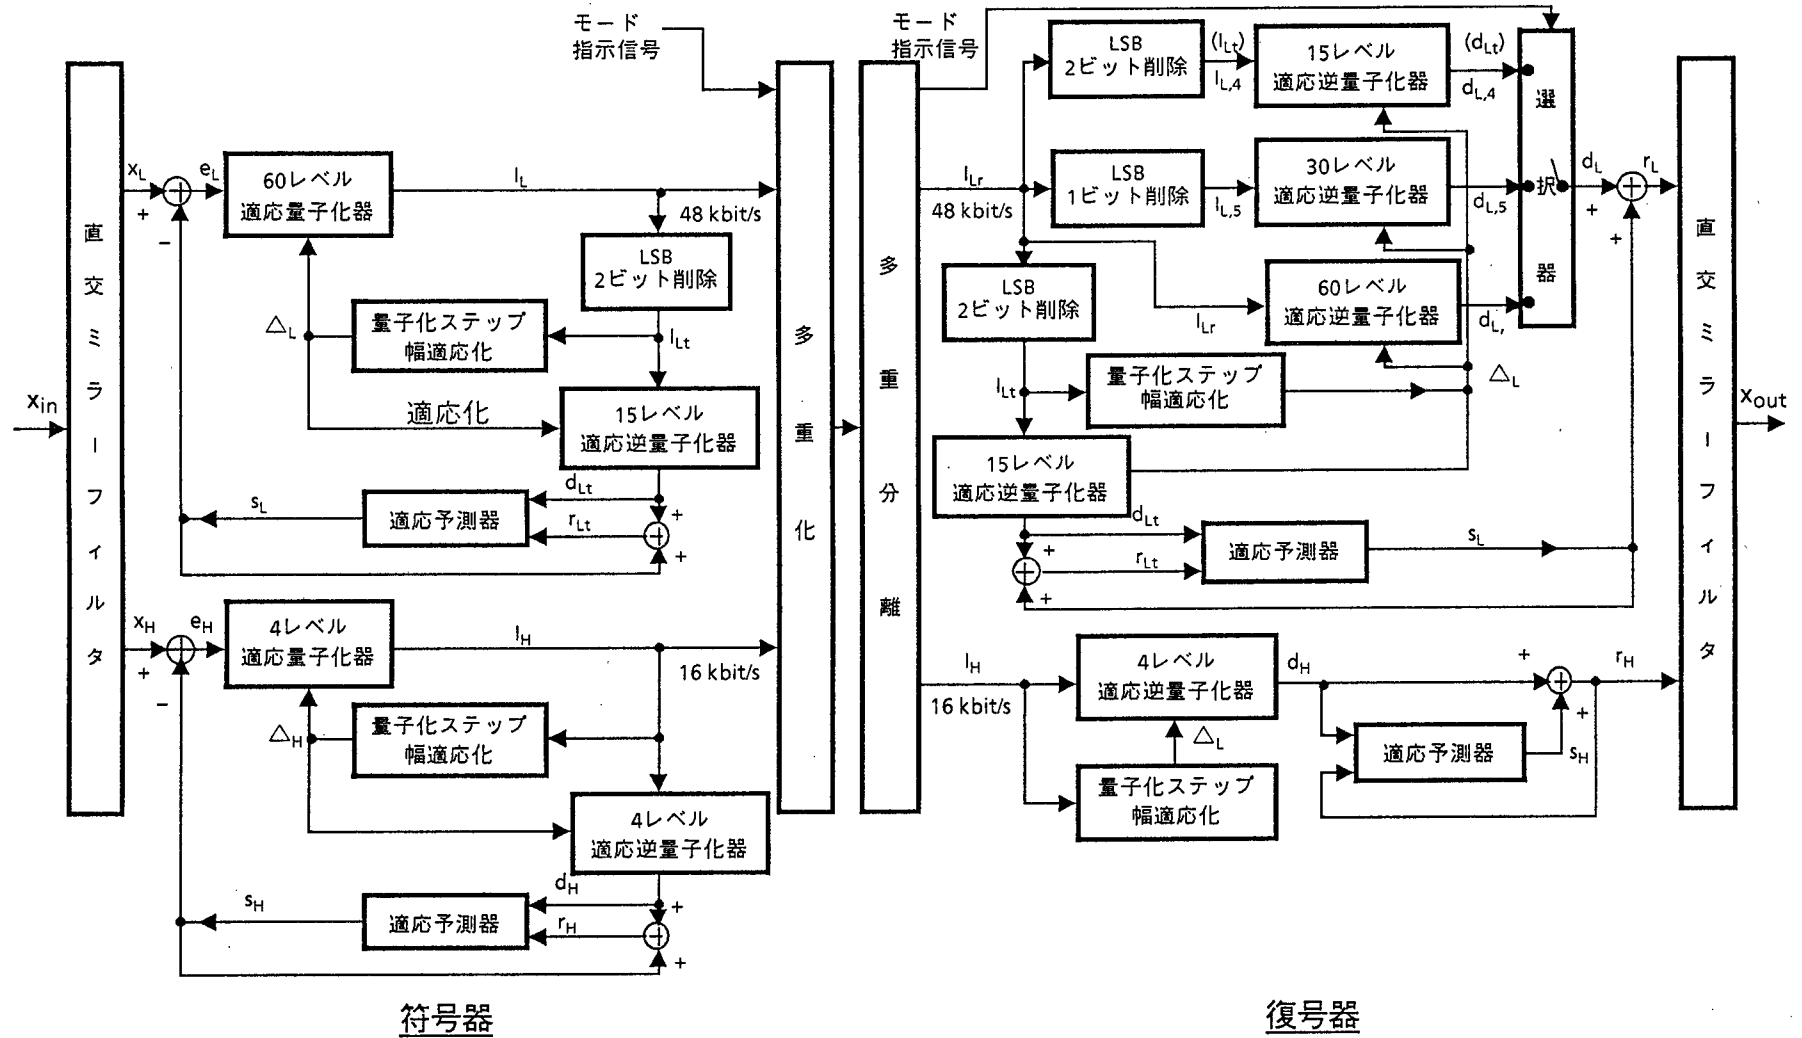 モード
指示信号
直交ミラーフィルタ
x_in
x_L
+
−
e_L
60レベル
適応量子化器
I_L
48 kbit/s
LSB
2ビット削除
△_L
量子化ステップ
幅適応化
I_Lt
適応化
15レベル
適応逆量子化器
d_Lt
s_L
適応予測器
r_Lt
+
+
x_H
+
−
e_H
4レベル
適応量子化器
I_H
16 kbit/s
△_H
量子化ステップ
幅適応化
4レベル
適応逆量子化器
d_H
s_H
適応予測器
r_H
+
+
多重化
符号器
モード
指示信号
多重分離
I_Lr
48 kbit/s
LSB
2ビット削除
(I_Lt)
I_L,4
15レベル
適応逆量子化器
(d_Lt)
d_L,4
LSB
1ビット削除
I_L,5
30レベル
適応逆量子化器
d_L,5
選択器
d_L
+
+
r_L
LSB
2ビット削除
I_Lr
60レベル
適応逆量子化器
d_L,
I_Lt
量子化ステップ
幅適応化
△_L
15レベル
適応逆量子化器
d_Lt
+
r_Lt
+
適応予測器
s_L
I_H
16 kbit/s
4レベル
適応逆量子化器
d_H
+
+
r_H
△_L
適応予測器
s_H
量子化ステップ
幅適応化
直交ミラーフィルタ
x_out
復号器